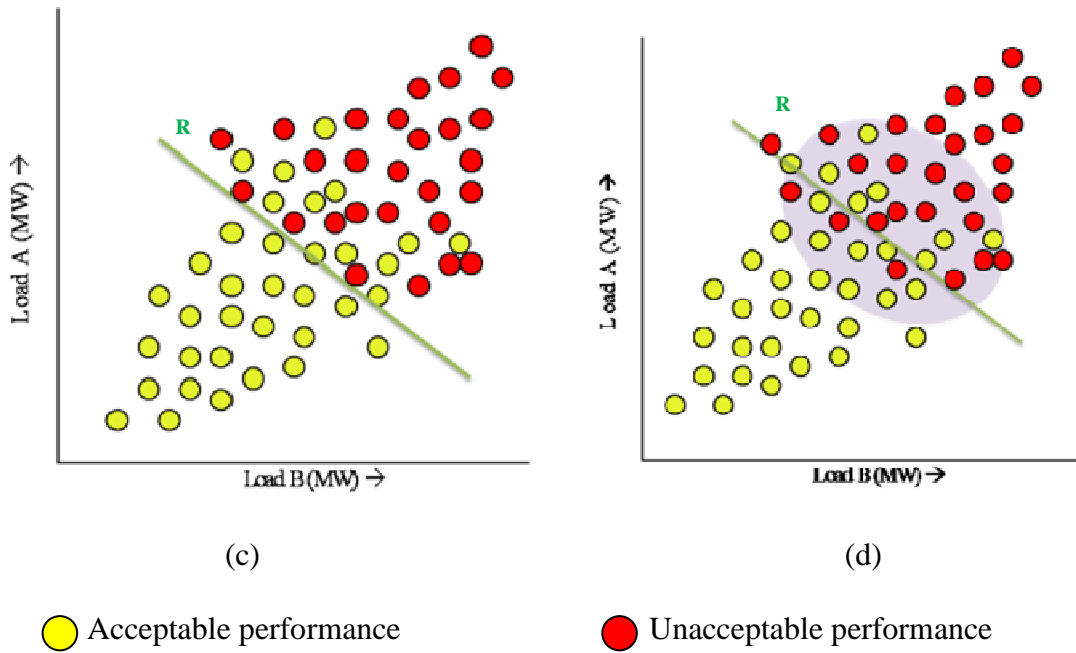 R
Load A (MW) →
Load B (MW) →
(c)
R
Load A (MW) →
Load B (MW) →
(d)
Acceptable performance
Unacceptable performance